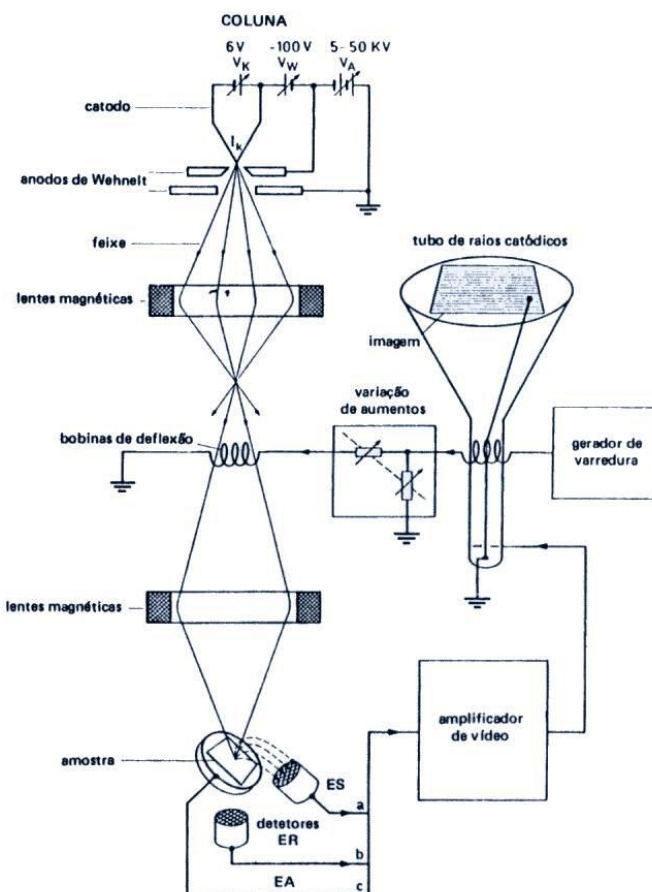 COLUNA
6V -100V 5-50 KV
V_K V_W V_A
catodo
I_k
anodos de Wehnelt
feixe
tubo de raios catódicos
lentes magnéticas
imagem
variação
de aumentos
bobinas de deflexão
gerador de
varredura
lentes magnéticas
amplificador
de vídeo
amostra
ES
a
detetores
ER
b
EA
c